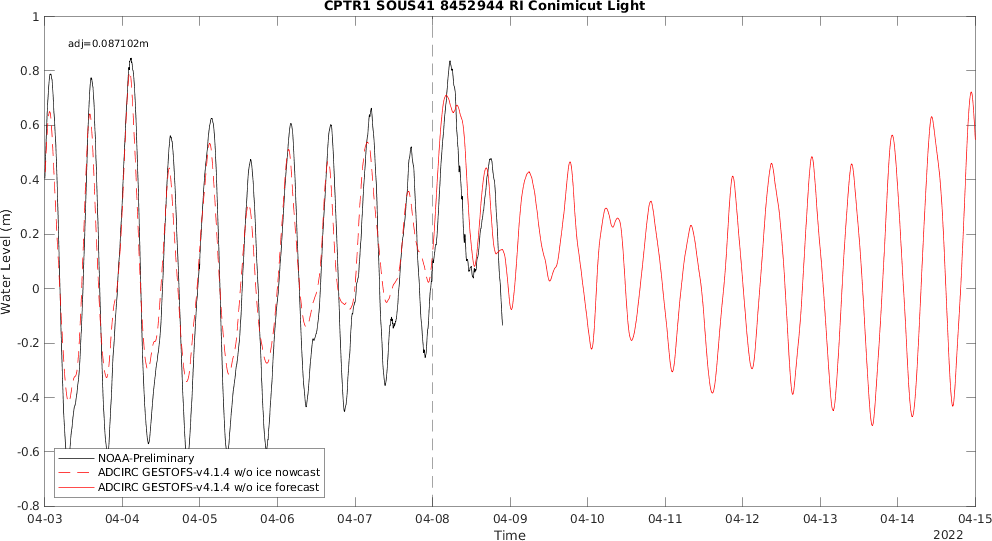 CPTR1 SOUS41 8452944 RI Conimicut Light
adj=0.087102m
1
0.8
0.6
0.4
0.2
0
-0.2
-0.4
-0.6
-0.8
Water Level (m)
NOAA-Preliminary
ADCIRC GESTOFS-v4.1.4 w/o ice nowcast
ADCIRC GESTOFS-v4.1.4 w/o ice forecast
04-03 04-04 04-05 04-06 04-07 04-08 04-09 04-10 04-11 04-12 04-13 04-14 04-15
Time
2022